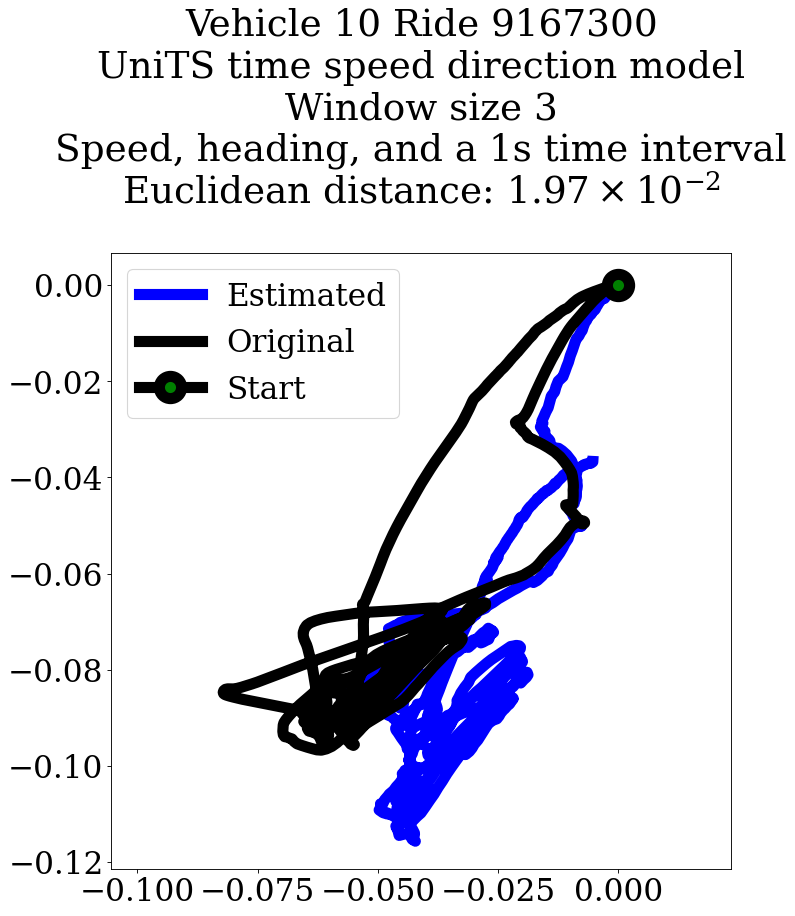 Vehicle 10 Ride 9167300
UniTS time speed direction model
Window size 3
Speed, heading, and a 1s time interval
Euclidean distance: 1.97 × 10⁻²
Estimated
Original
Start
0.00
−0.02
−0.04
−0.06
−0.08
−0.10
−0.12
−0.100 −0.075 −0.050 −0.025 0.000